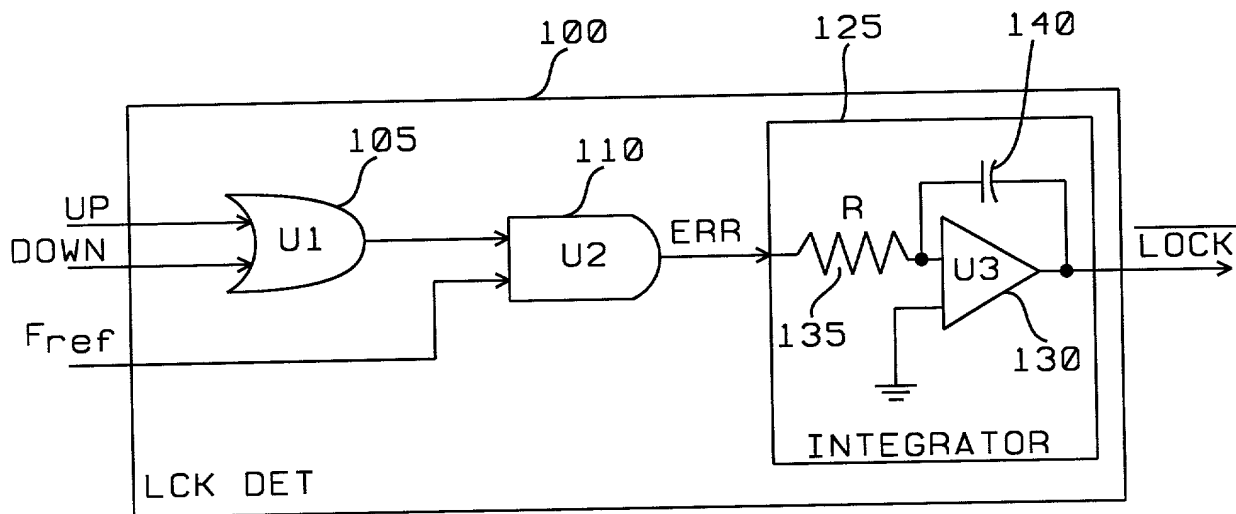 100
125
140
105
110
UP
DOWN
U1
U2
ERR
R
U3
LOCK
Fref
135
130
INTEGRATOR
LCK DET